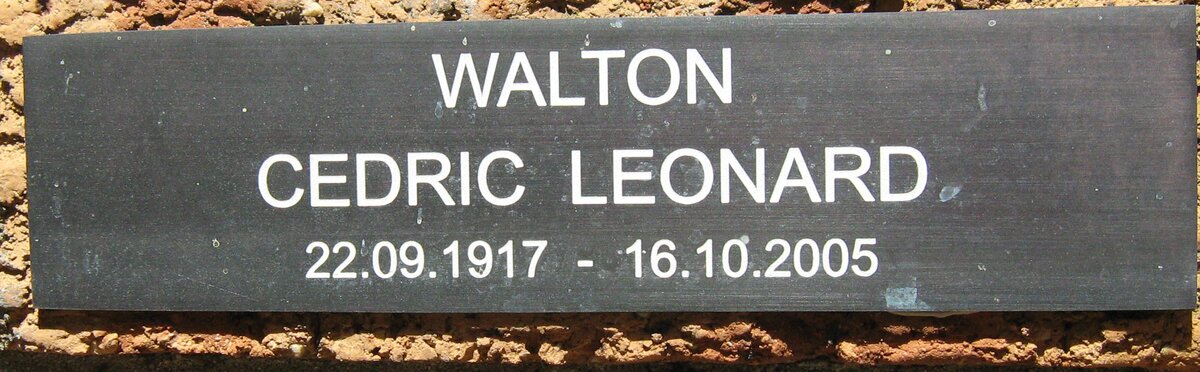 WALTON
CEDRIC LEONARD
22.09.1917 - 16.10.2005